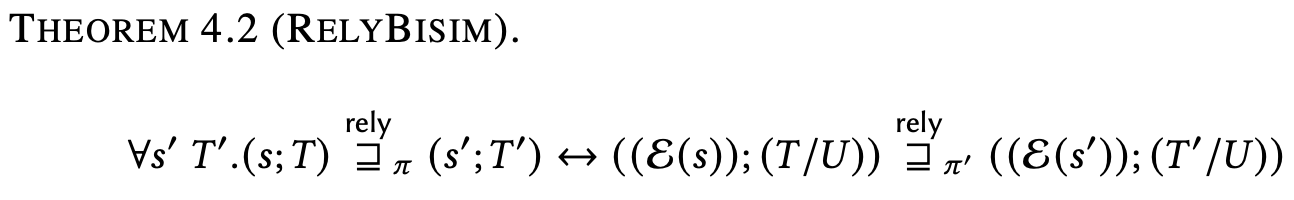 THEOREM 4.2 (RELYBISIM).
∀s′ T′.(s;T) ⊒^rely_π (s′;T′) ↔ ((ℰ(s));(T/U)) ⊒^rely_π′ ((ℰ(s′));(T′/U))